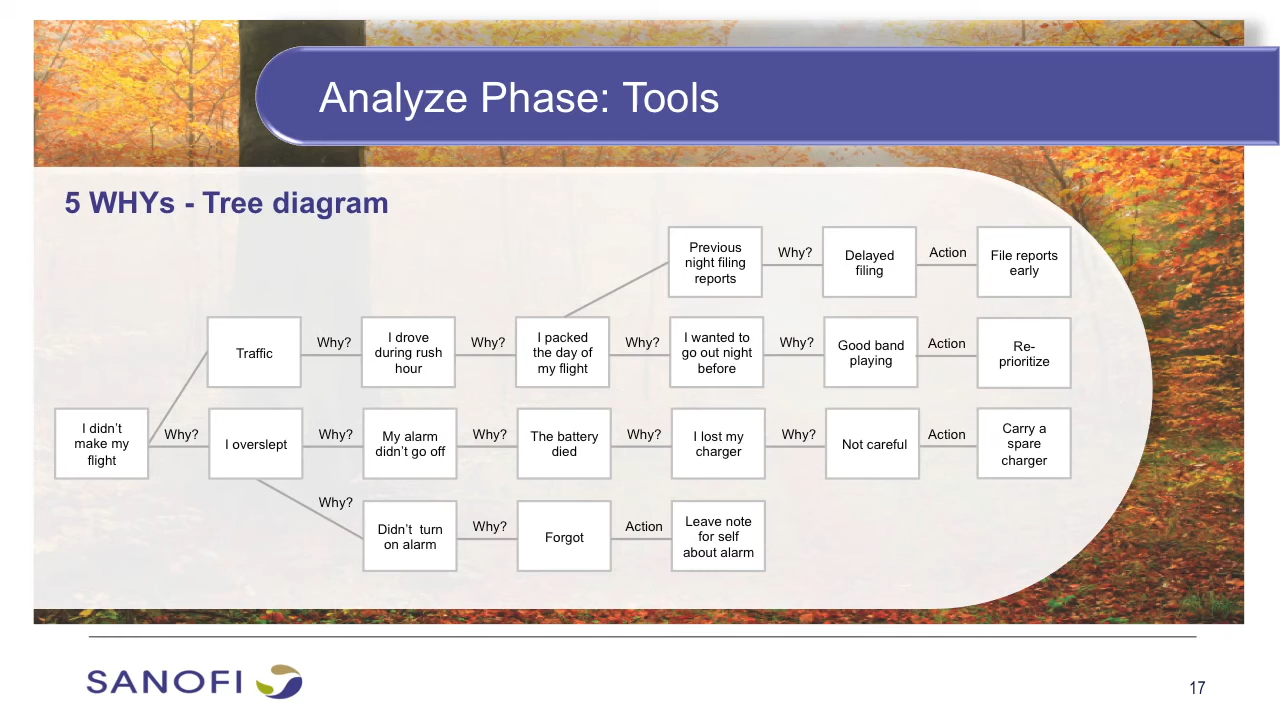 Analyze Phase: Tools
5 WHYs - Tree diagram
Previous
night filing
reports
Why?
Delayed
filing
Action
File reports
early
Traffic
Why?
I drove
during rush
hour
Why?
I packed
the day of
my flight
Why?
I wanted to
go out night
before
Why?
Good band
playing
Action
Re-
prioritize
I didn't
make my
flight
Why?
I overslept
Why?
My alarm
didn't go off
Why?
The battery
died
Why?
I lost my
charger
Why?
Not careful
Action
Carry a
spare
charger
Why?
Didn't turn
on alarm
Why?
Forgot
Action
Leave note
for self
about alarm
SANOFI
17